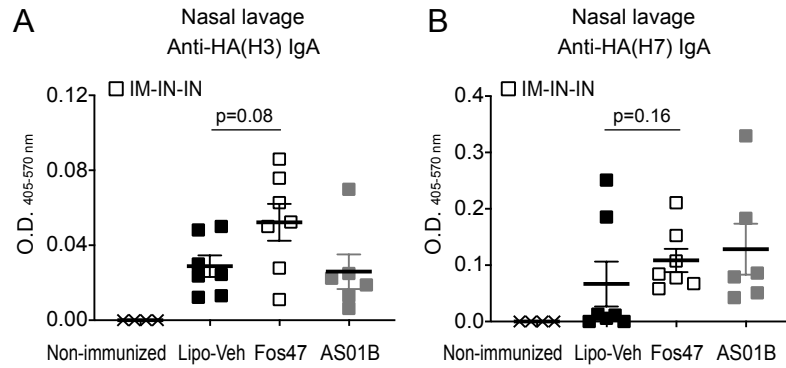 A
Nasal lavage
Anti-HA(H3) IgA
IM-IN-IN
p=0.08
O.D. 405-570 nm
0.12
0.08
0.04
0.00
Non-immunized Lipo-Veh Fos47 AS01B
B
Nasal lavage
Anti-HA(H7) IgA
IM-IN-IN
p=0.16
O.D. 405-570 nm
0.4
0.3
0.2
0.1
0.0
Non-immunized Lipo-Veh Fos47 AS01B